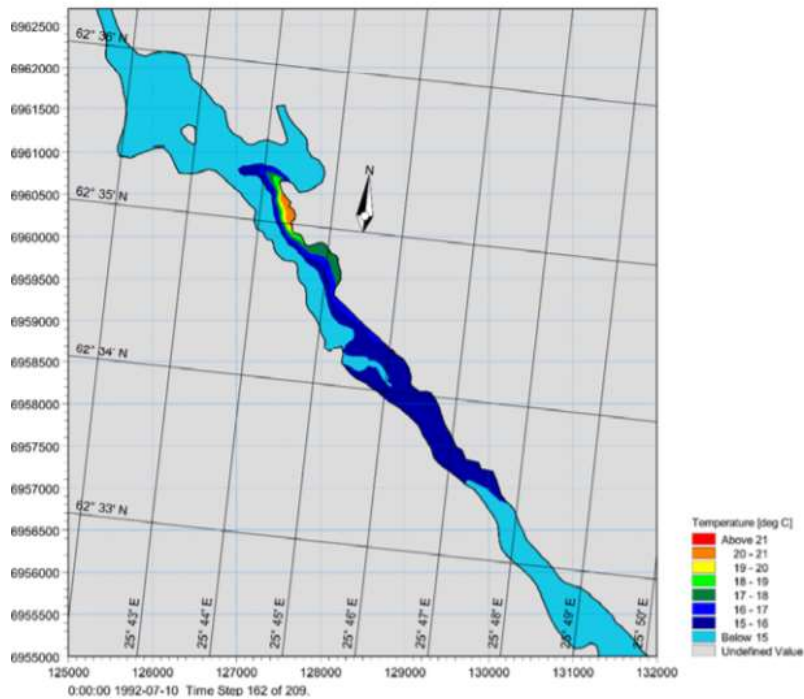 6962500
6962000
6961500
6961000
6960500
6960000
6959500
6959000
6958500
6958000
6957500
6957000
6956500
6956000
6955500
6955000
62° 36' N
62° 35' N
62° 34' N
62° 33' N
N
25° 43' E
25° 44' E
25° 45' E
25° 46' E
25° 47' E
25° 48' E
25° 49' E
25° 50' E
125000 126000 127000 128000 129000 130000 131000 132000
0:00:00 1992-07-10 Time Step 162 of 209.
Temperature [deg C]
Above 21
20 - 21
19 - 20
18 - 19
17 - 18
16 - 17
15 - 16
Below 15
Undefined Value